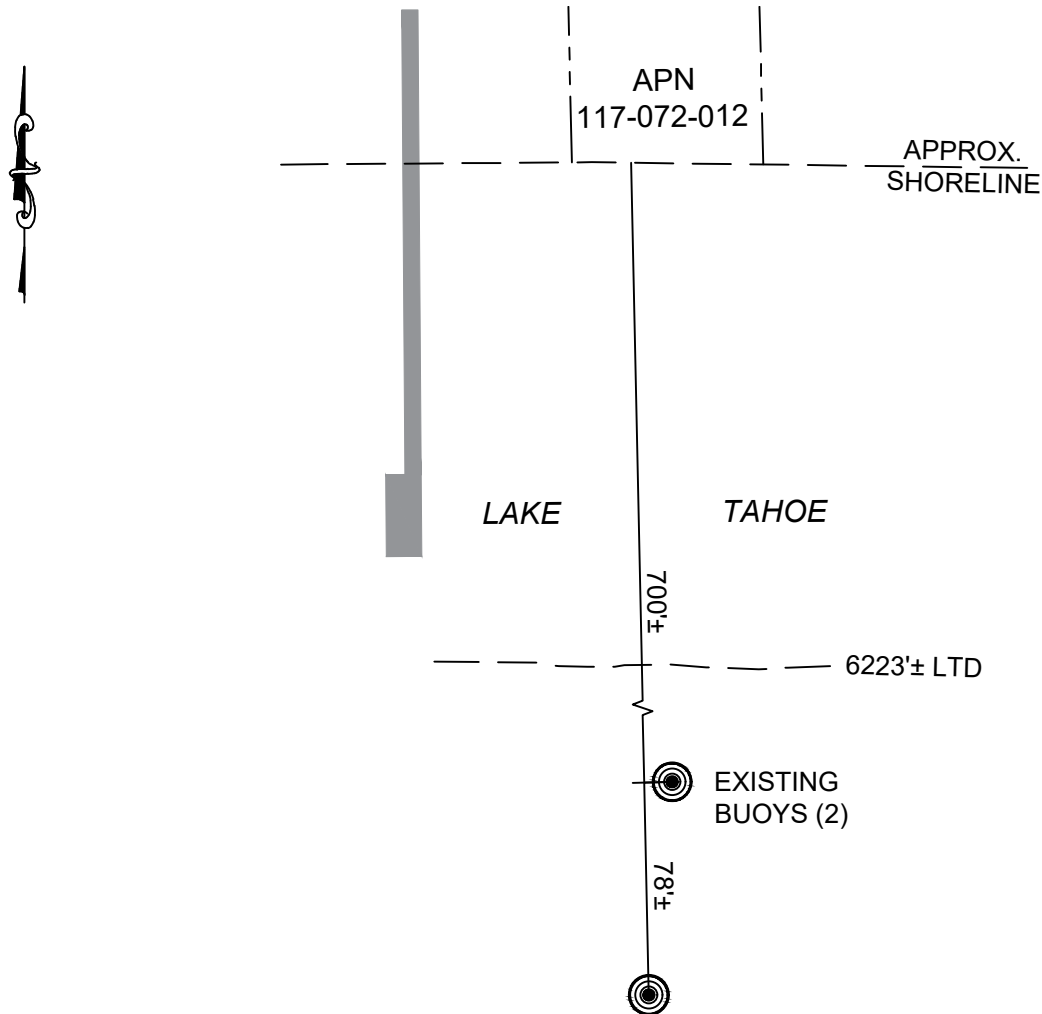 APN
117-072-012
APPROX.
SHORELINE
LAKE TAHOE
700'±
6223'± LTD
EXISTING
BUOYS (2)
78'±